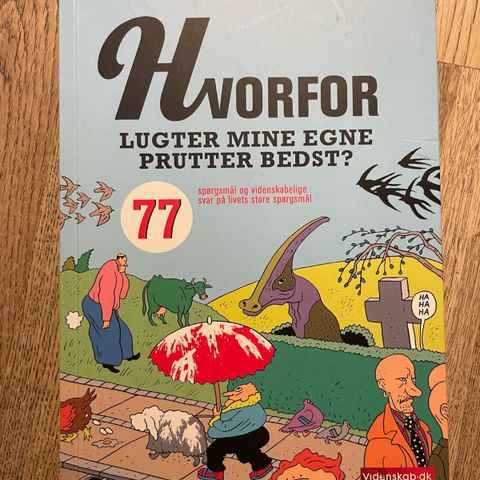 HVORFOR
LUGTER MINE EGNE
PRUTTER BEDST?
77
spørgsmål og videnskabelige
svar på livets store spørgsmål
HA
HA
HA
Videnskab.dk